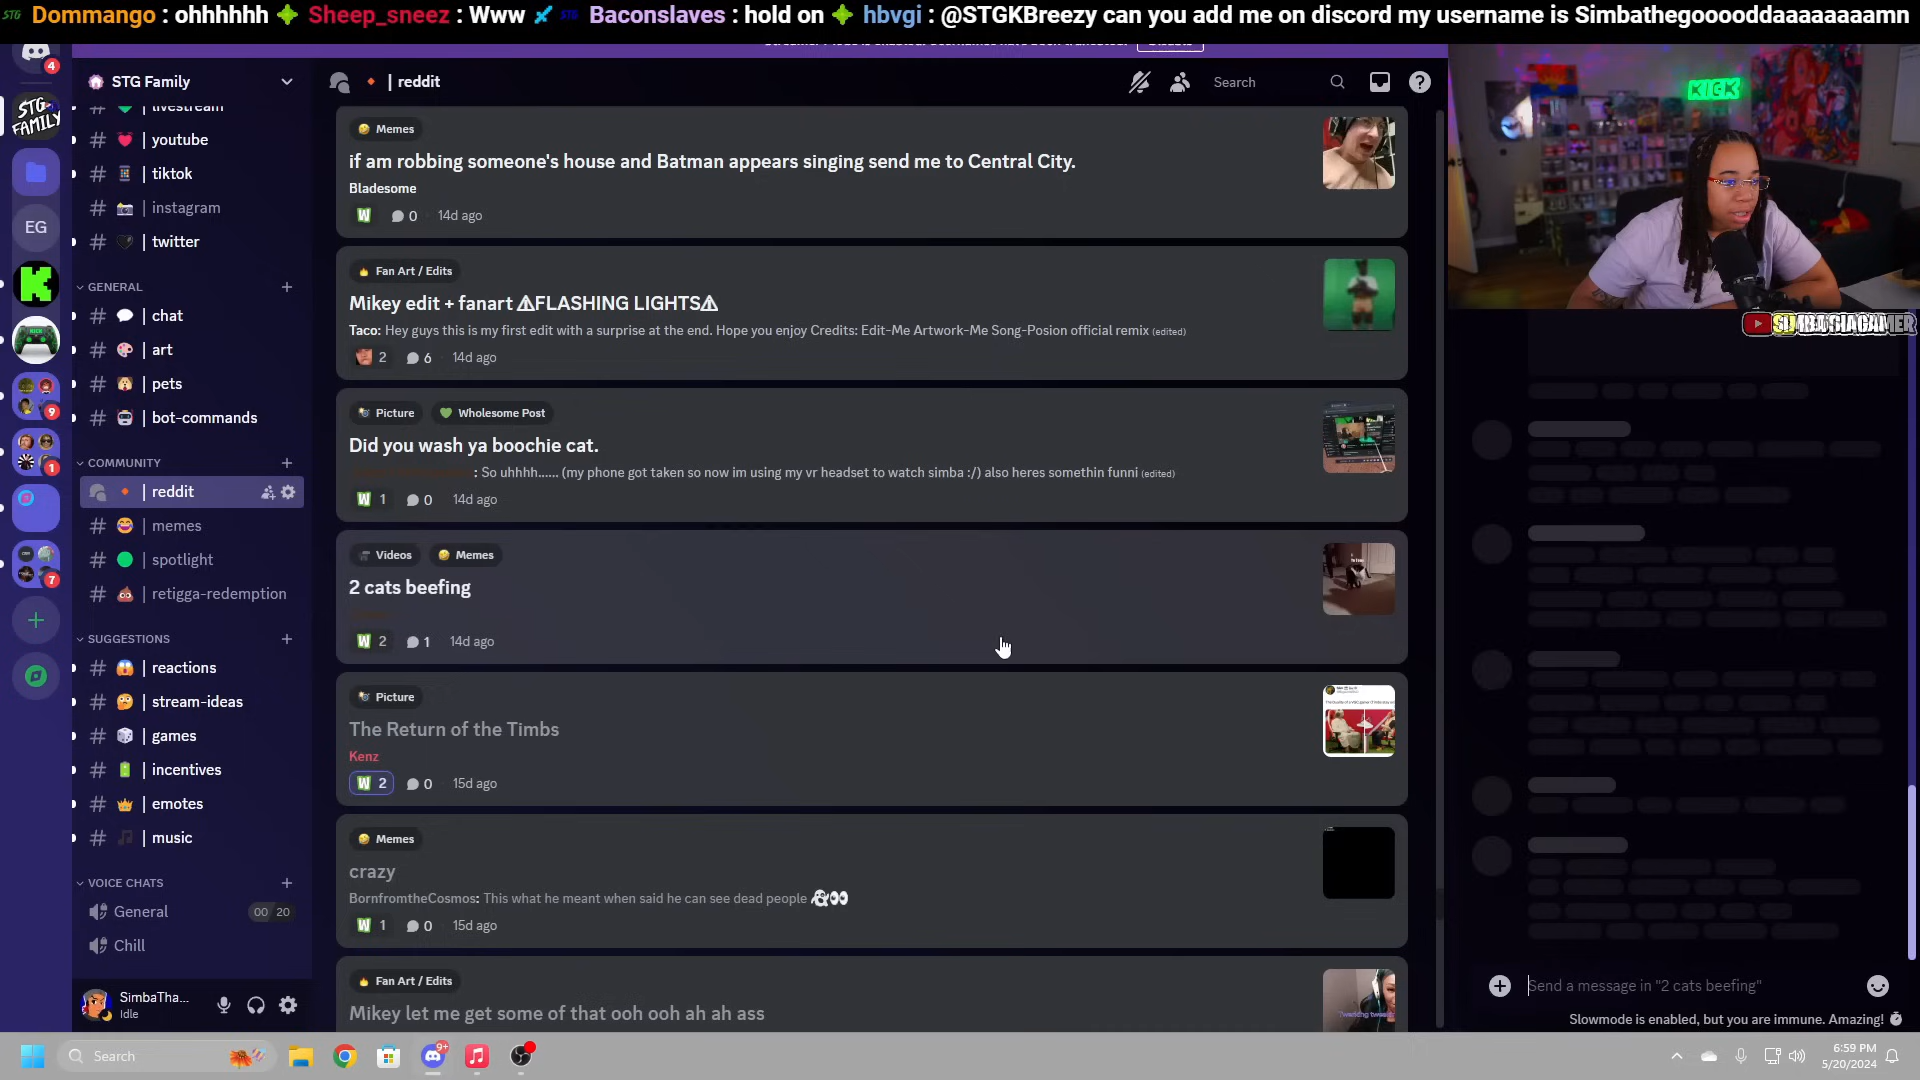 Dommango : ohhhhhh Sheep_sneez : Www Baconslaves : hold on hbvgi : @STGKBreezy can you add me on discord my username is Simbathegooooddaaaaaaaamn
4
STG Family
| reddit
Search
STG FAMILY
livestream
# | youtube
# | tiktok
# | instagram
# | twitter
EG
GENERAL
# | chat
# | art
# | pets
# | bot-commands
9
1
7
COMMUNITY
| reddit
# | memes
# | spotlight
# | retigga-redemption
SUGGESTIONS
# | reactions
# | stream-ideas
# | games
# | incentives
# | emotes
# | music
VOICE CHATS
General 00 20
Chill
SimbaTha...
Idle
Memes
if am robbing someone's house and Batman appears singing send me to Central City.
Bladesome
W 0 14d ago
Fan Art / Edits
Mikey edit + fanart ⚠FLASHING LIGHTS⚠
Taco: Hey guys this is my first edit with a surprise at the end. Hope you enjoy Credits: Edit-Me Artwork-Me Song-Posion official remix (edited)
2 6 14d ago
Picture Wholesome Post
Did you wash ya boochie cat.
: So uhhhh...... (my phone got taken so now im using my vr headset to watch simba :/) also heres somethin funni (edited)
W 1 0 14d ago
Videos Memes
2 cats beefing
W 2 1 14d ago
Picture
The Return of the Timbs
Kenz
W 2 0 15d ago
Memes
crazy
BornfromtheCosmos: This what he meant when said he can see dead people 👻👀
W 1 0 15d ago
Fan Art / Edits
Mikey let me get some of that ooh ooh ah ah ass
KICK
Send a message in "2 cats beefing"
Slowmode is enabled, but you are immune. Amazing!
Search
9+
6:59 PM
5/20/2024